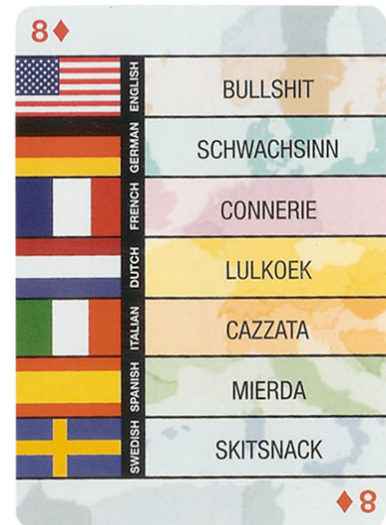 8♦
ENGLISH BULLSHIT
GERMAN SCHWACHSINN
FRENCH CONNERIE
DUTCH LULKOEK
ITALIAN CAZZATA
SPANISH MIERDA
SWEDISH SKITSNACK
8♦